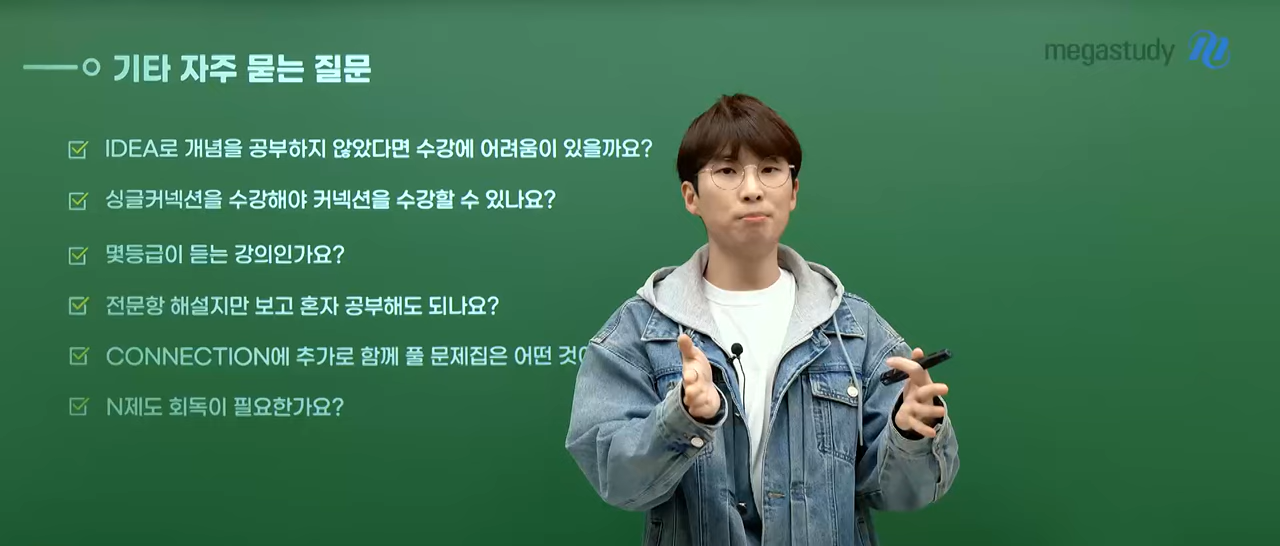 기타 자주 묻는 질문
megastudy
IDEA로 개념을 공부하지 않았다면 수강에 어려움이 있을까요?
싱글커넥션을 수강해야 커넥션을 수강할 수 있나요?
몇등급이 듣는 강의인가요?
전문항 해설지만 보고 혼자 공부해도 되나요?
CONNECTION에 추가로 함께 풀 문제집은 어떤
N제도 회독이 필요한가요?